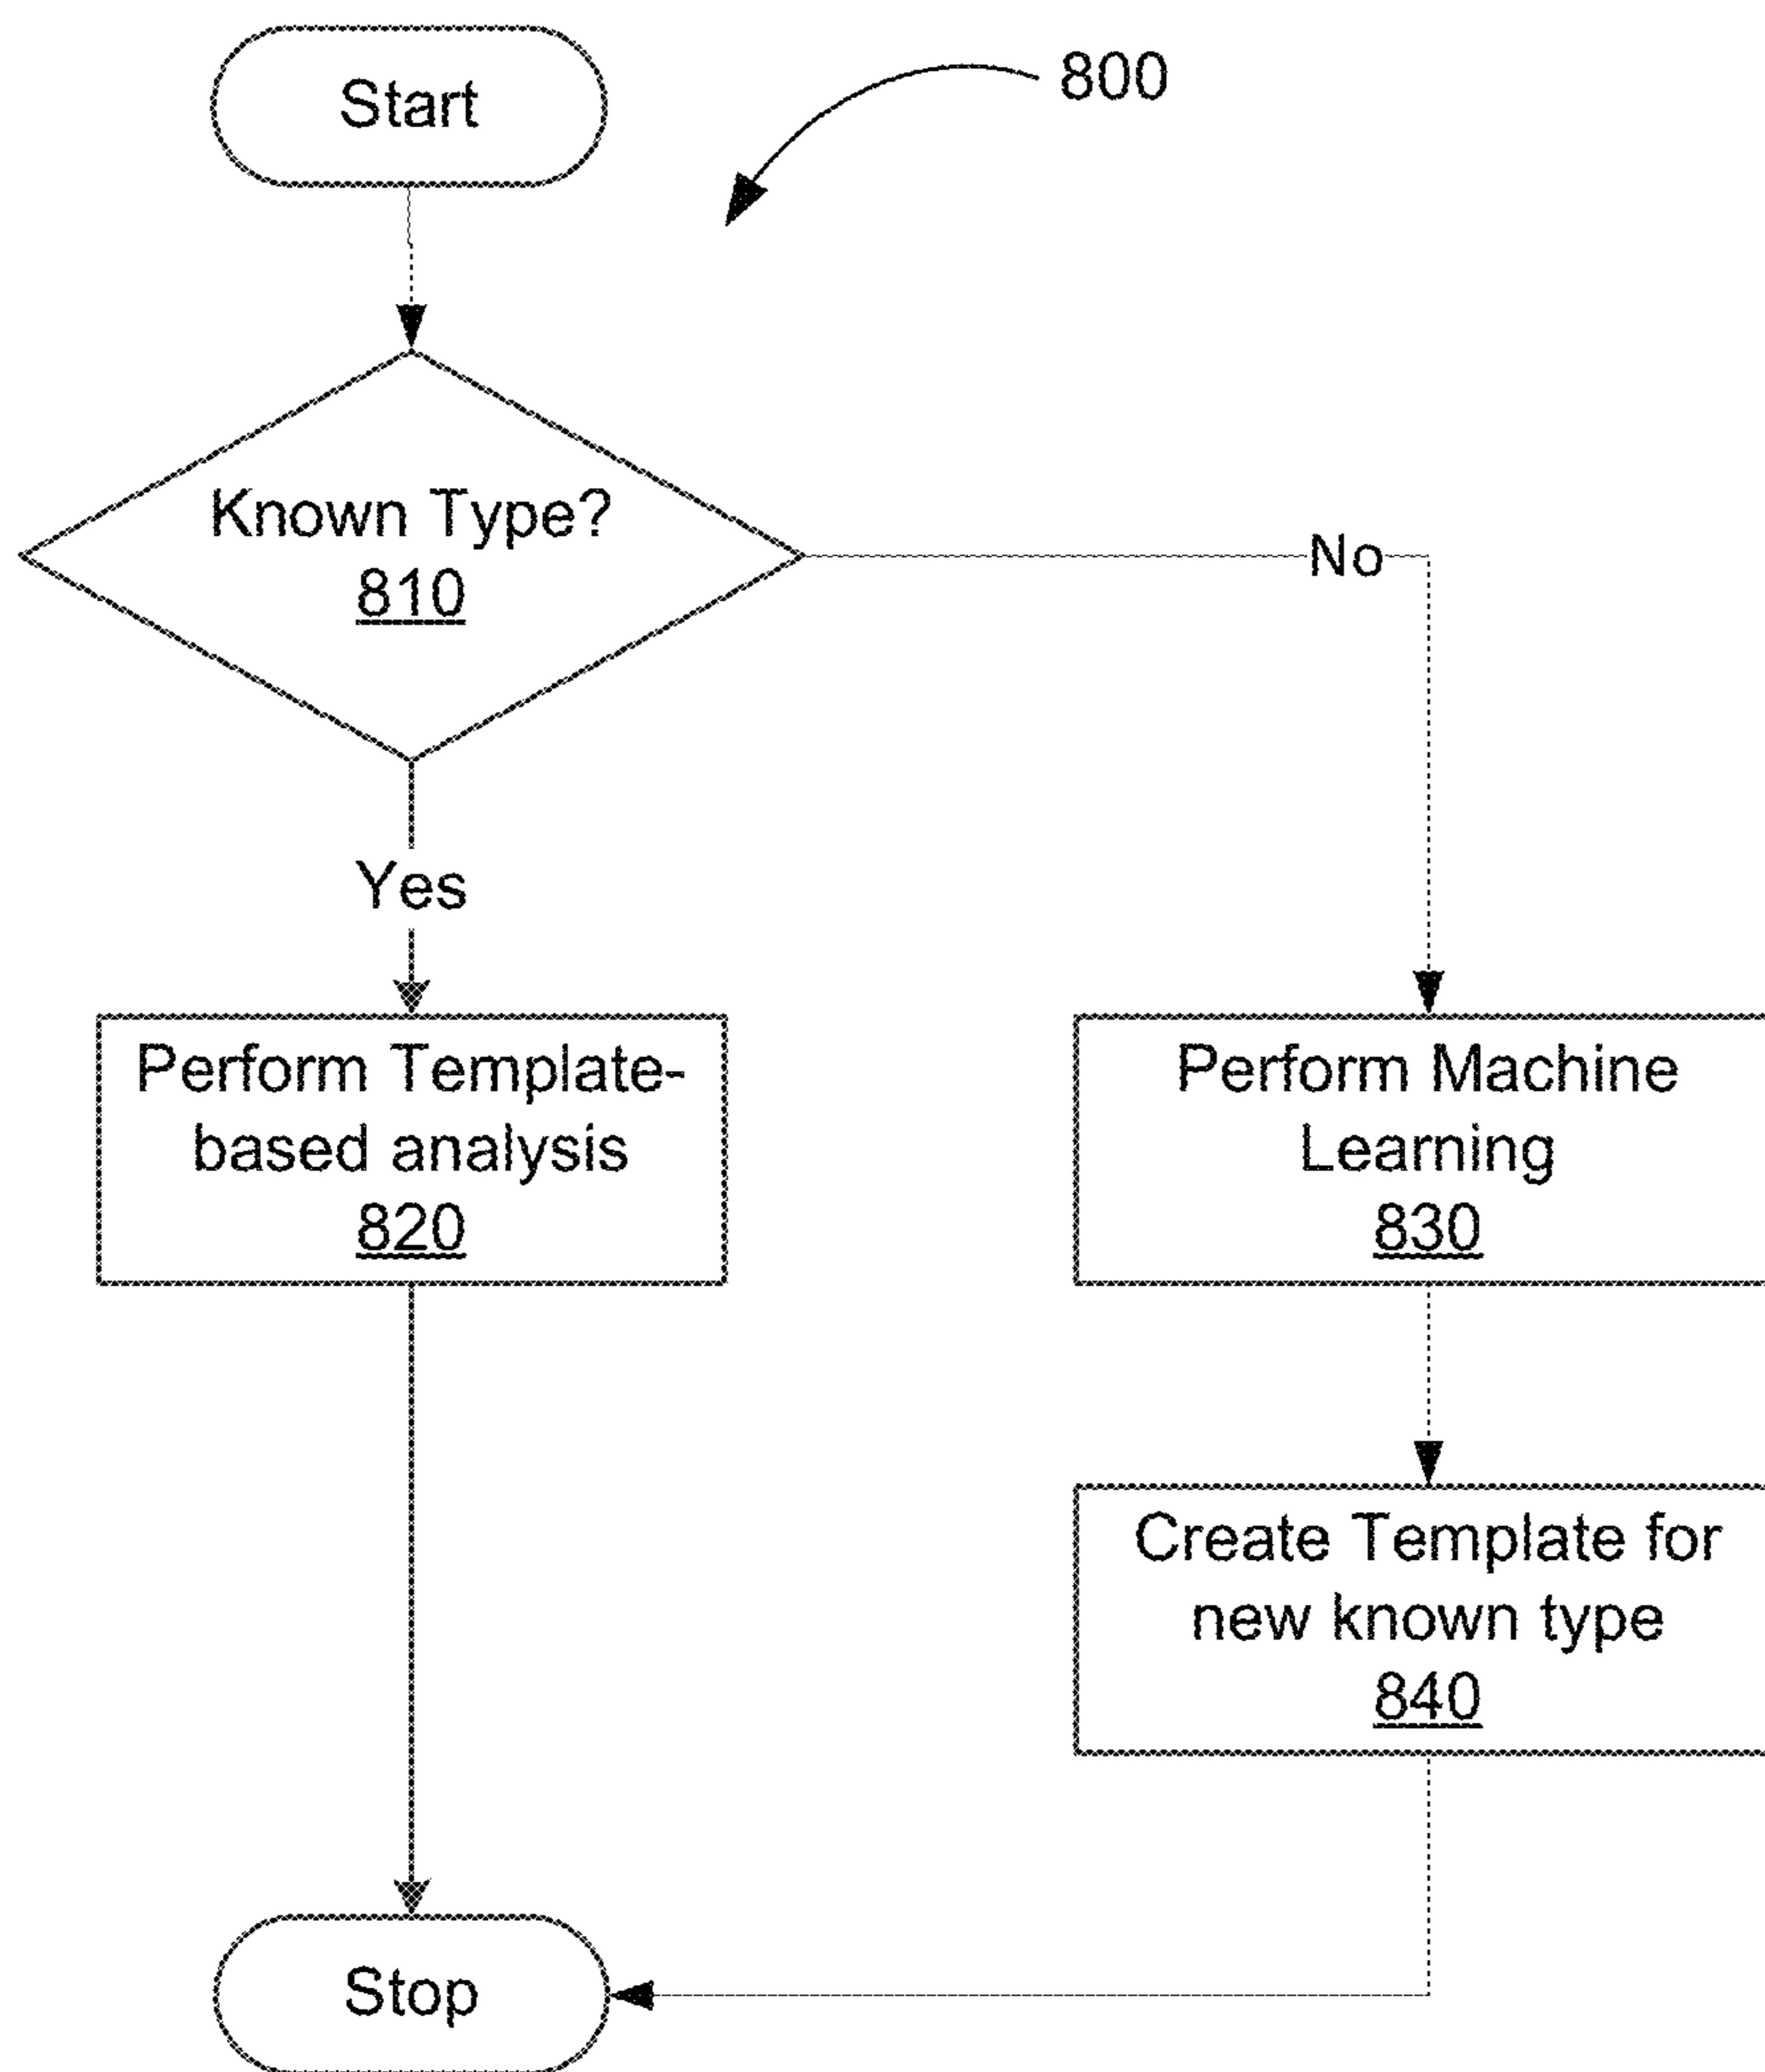 Start
800
Known Type?
810
No
Yes
Perform Template-
based analysis
820
Perform Machine
Learning
830
Create Template for
new known type
840
Stop